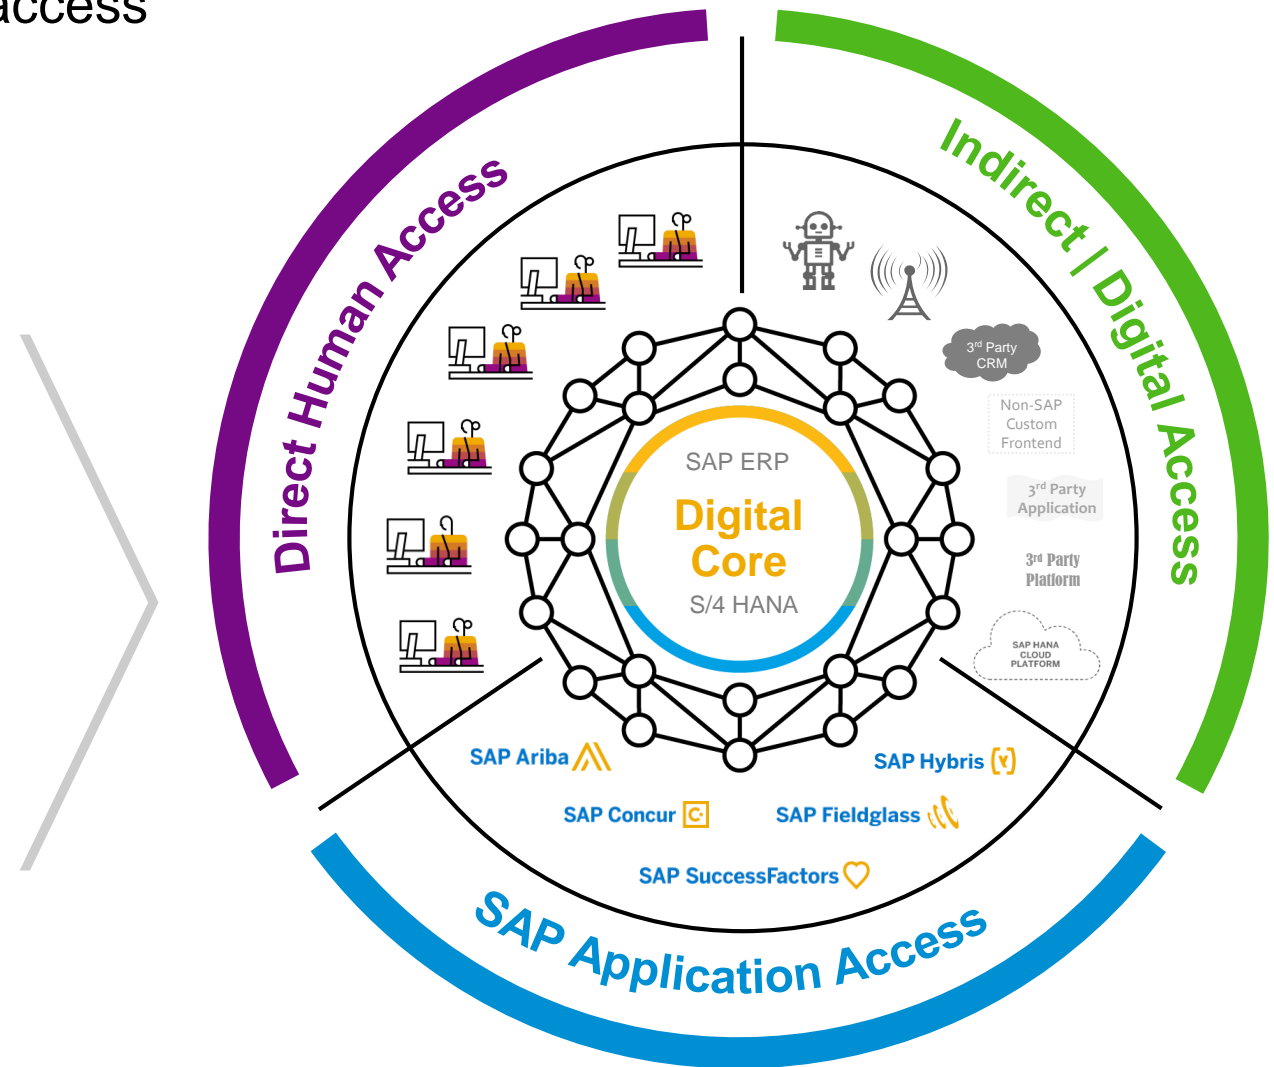 access
Direct Human Access
Indirect | Digital Access
3rd Party
CRM
Non-SAP
Custom
Frontend
3rd Party
Application
3rd Party
Platform
SAP HANA
CLOUD
PLATFORM
SAP ERP
Digital
Core
S/4 HANA
SAP Ariba
SAP Hybris
SAP Concur
SAP Fieldglass
SAP SuccessFactors
SAP Application Access